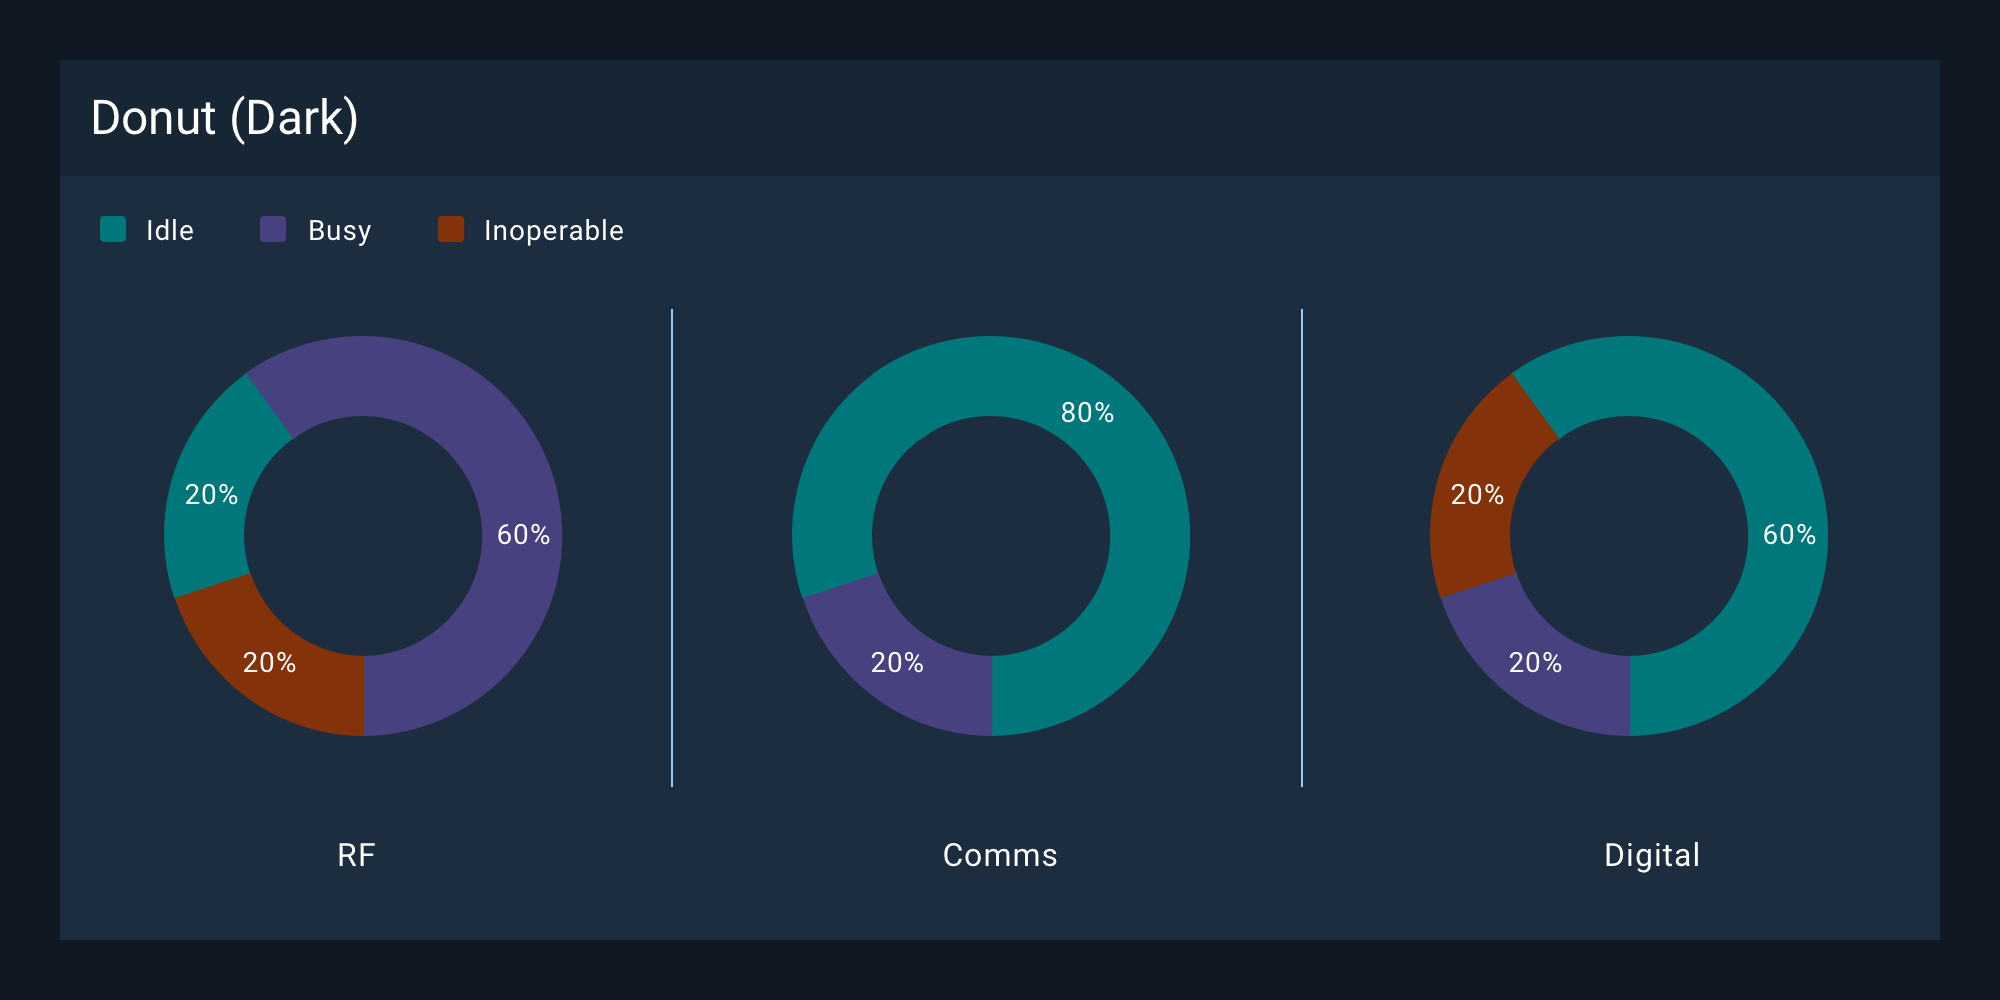 Donut (Dark)
Idle Busy Inoperable
80%
20% 20%
60% 60%
20% 20% 20%
RF Comms Digital